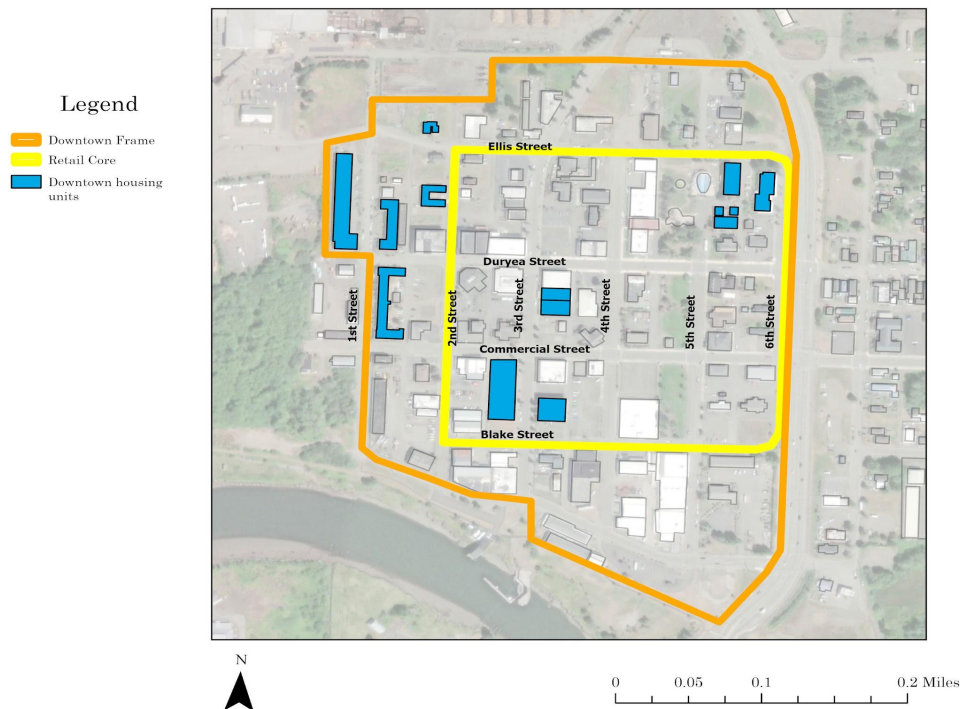 Legend
Downtown Frame
Retail Core
Downtown housing
units
Ellis Street
Duryea Street
1st Street
2nd Street
3rd Street
4th Street
5th Street
6th Street
Commercial Street
Blake Street
N
0 0.05 0.1 0.2 Miles